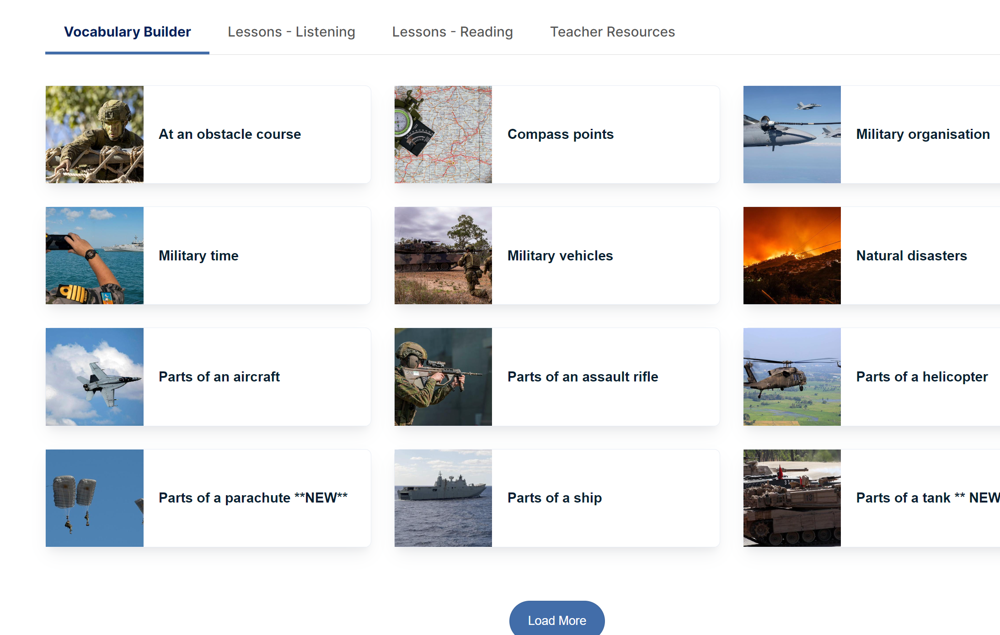 Vocabulary Builder
Lessons - Listening
Lessons - Reading
Teacher Resources
At an obstacle course
Compass points
Military organisation
Military time
Military vehicles
Natural disasters
Parts of an aircraft
Parts of an assault rifle
Parts of a helicopter
Parts of a parachute **NEW**
Parts of a ship
Parts of a tank ** NEW
Load More